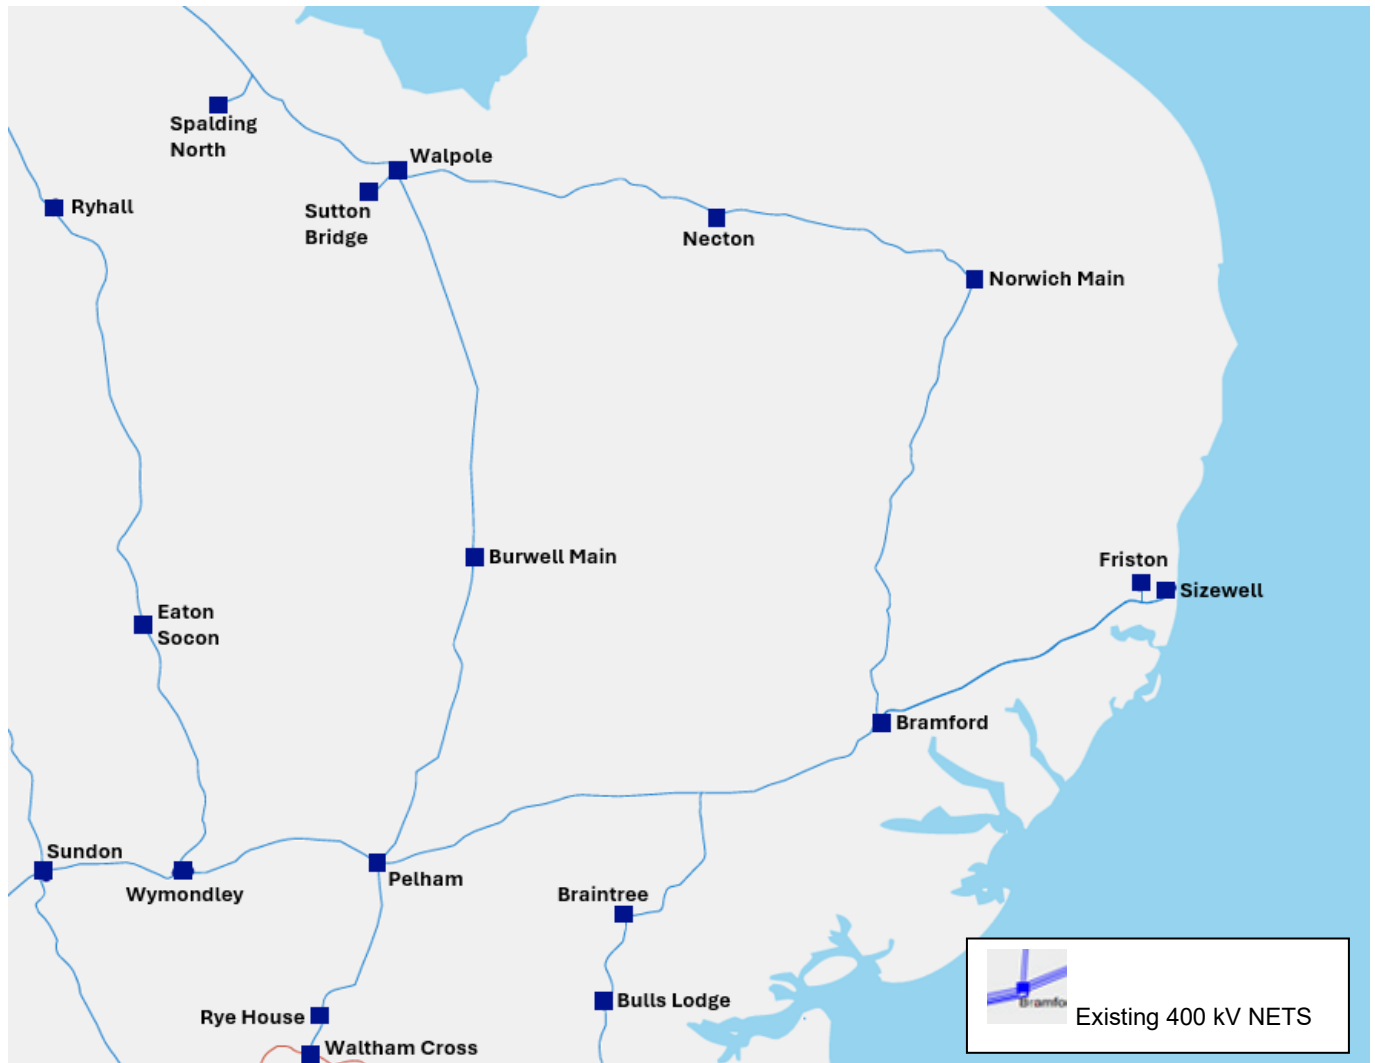 Spalding
North
Walpole
Ryhall
Sutton
Bridge
Necton
Norwich Main
Burwell Main
Friston
Sizewell
Eaton
Socon
Bramford
Sundon
Wymondley
Pelham
Braintree
Rye House
Bulls Lodge
Waltham Cross
Bramfo
Existing 400 kV NETS